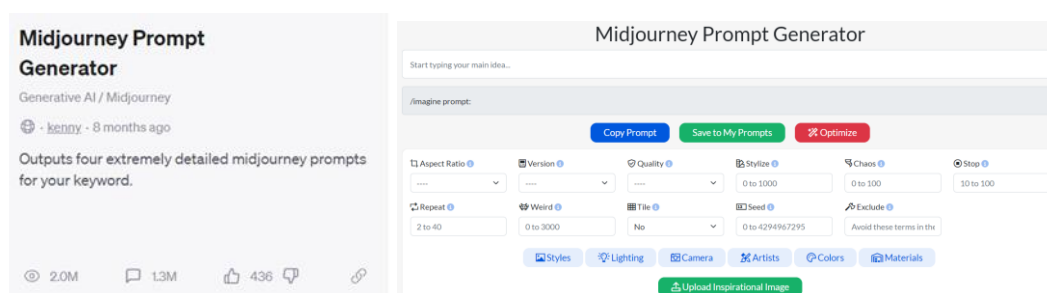 Midjourney Prompt
Generator
Generative AI / Midjourney
· kenny · 8 months ago
Outputs four extremely detailed midjourney prompts
for your keyword.
2.0M 1.3M 436
Midjourney Prompt Generator
Start typing your main idea...
/imagine prompt:
Copy Prompt Save to My Prompts Optimize
Aspect Ratio Version Quality Stylize Chaos Stop
---- ---- ---- 0 to 1000 0 to 100 10 to 100
Repeat Weird Tile Seed Exclude
2 to 40 0 to 3000 No 0 to 4294967295 Avoid these terms in the
Styles Lighting Camera Artists Colors Materials
Upload Inspirational Image